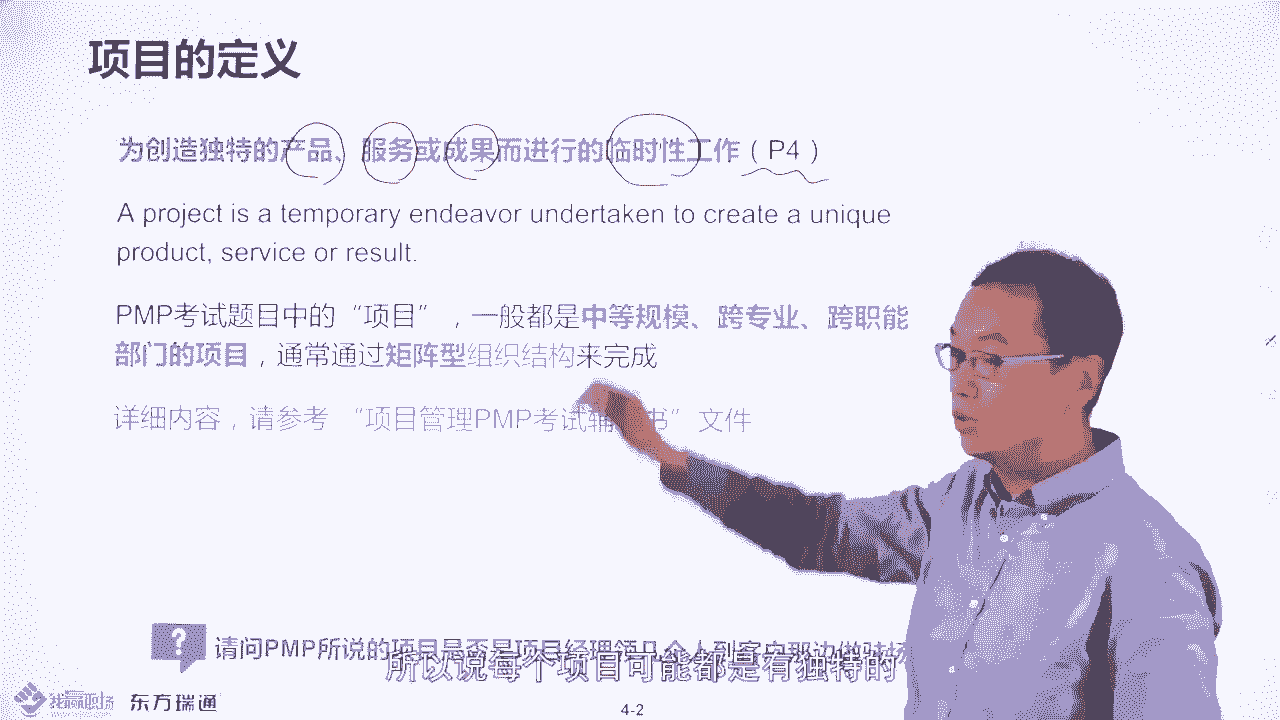 项目的定义
为创造独特的产品、服务或成果而进行的临时性工作（P4）
A project is a temporary endeavor undertaken to create a unique
product, service or result.
PMP考试题目中的“项目”，一般都是中等规模、跨专业、跨职能
部门的项目，通常通过矩阵型组织结构来完成
详细内容，请参考 “项目管理PMP考试辅 书” 文件
请问PMP所说的项目是否是项目经理领几个人到客户那边做驻场
所以说每个项目可能都是有独特的
我赢职场 东方瑞通
4-2